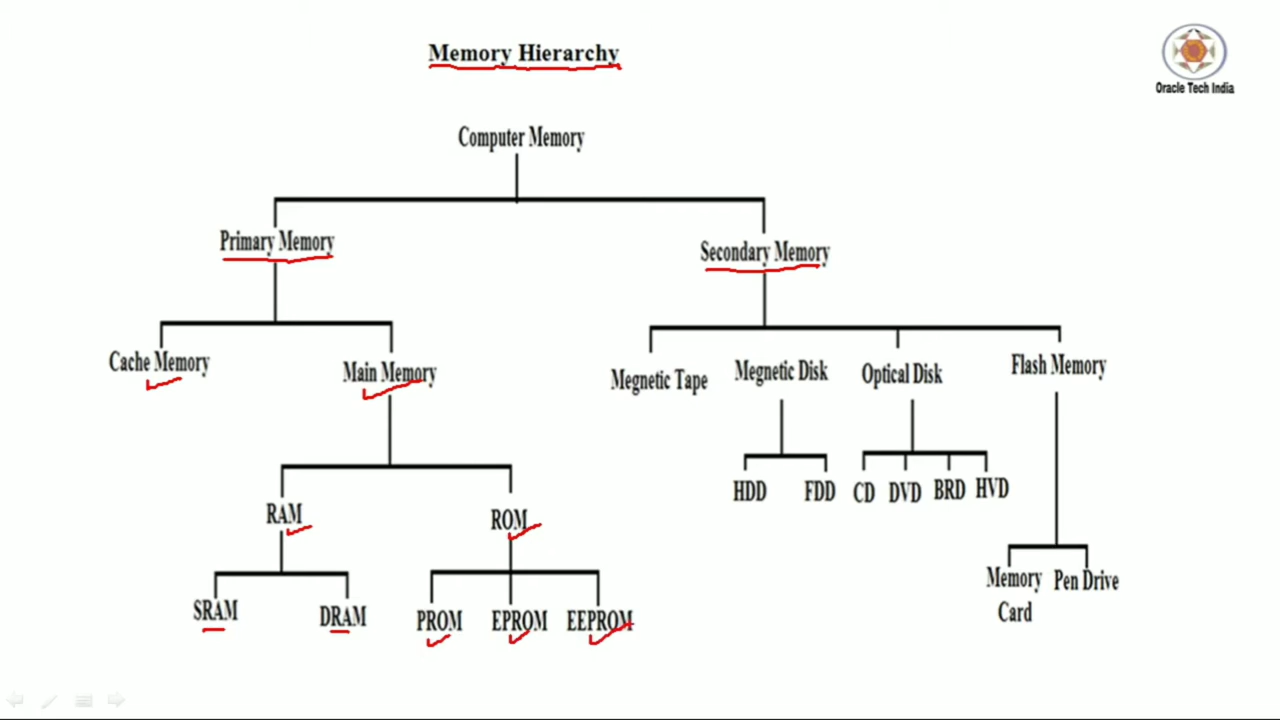 Memory Hierarchy
Oracle Tech India
Computer Memory
Primary Memory
Secondary Memory
Cache Memory
Main Memory
Megnetic Tape
Megnetic Disk
Optical Disk
Flash Memory
RAM
ROM
HDD
FDD
CD
DVD
BRD
HVD
SRAM
DRAM
PROM
EPROM
EEPROM
Memory
Card
Pen Drive